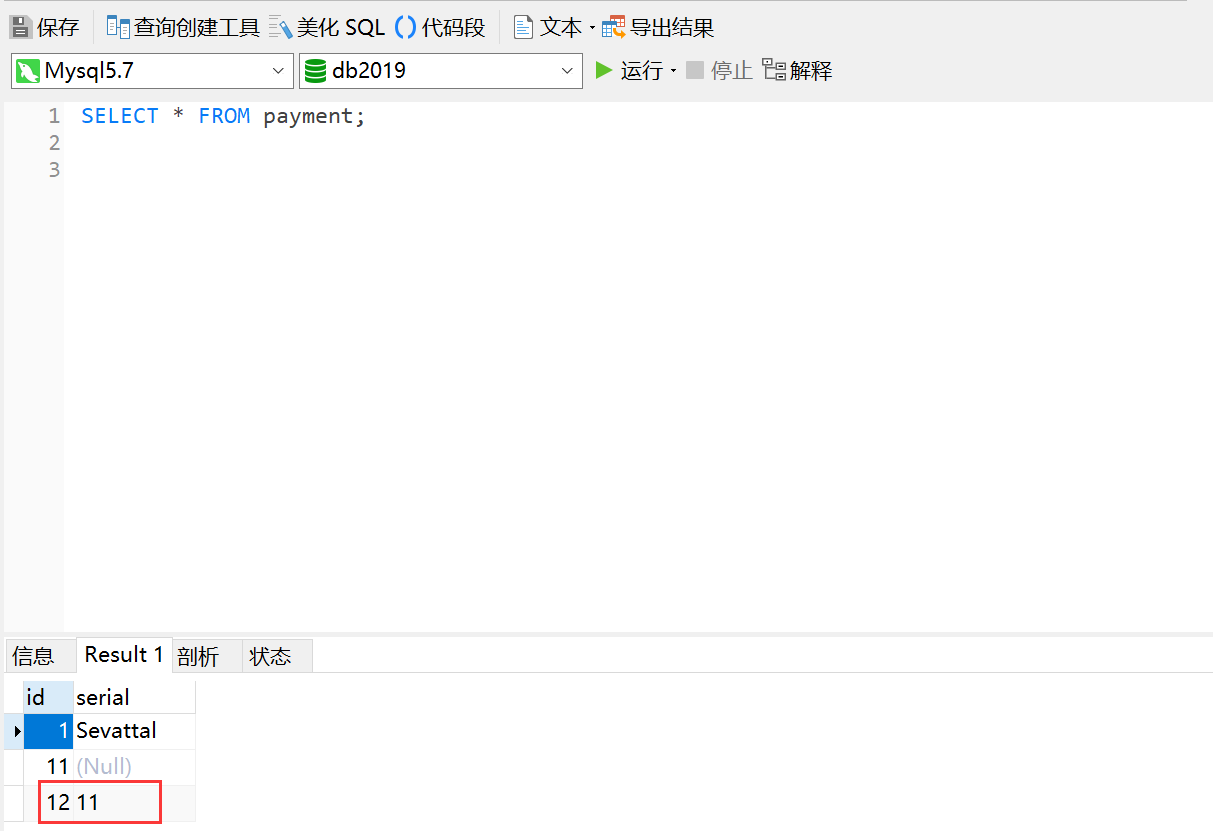 保存 查询创建工具 美化 SQL 代码段 文本 导出结果
Mysql5.7 db2019 运行 停止 解释
1 SELECT * FROM payment;
2
3
信息 Result 1 剖析 状态
id serial
1 Sevattal
11 (Null)
12 11